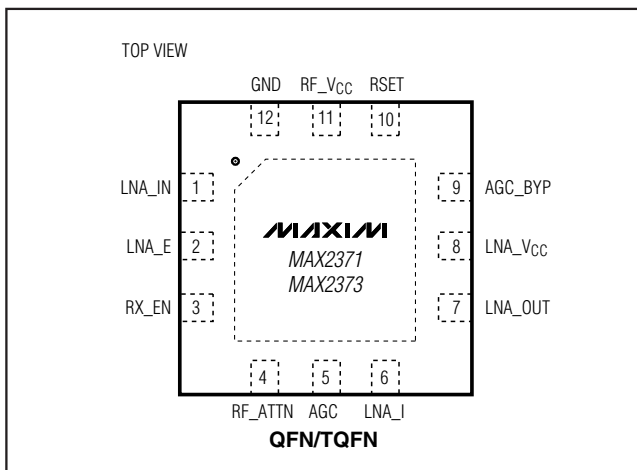 TOP VIEW
GND RF_VCC RSET
12 11 10
LNA_IN 1 9 AGC_BYP
MAXIM
LNA_E 2 MAX2371 8 LNA_VCC
MAX2373
RX_EN 3 7 LNA_OUT
4 5 6
RF_ATTN AGC LNA_I
QFN/TQFN